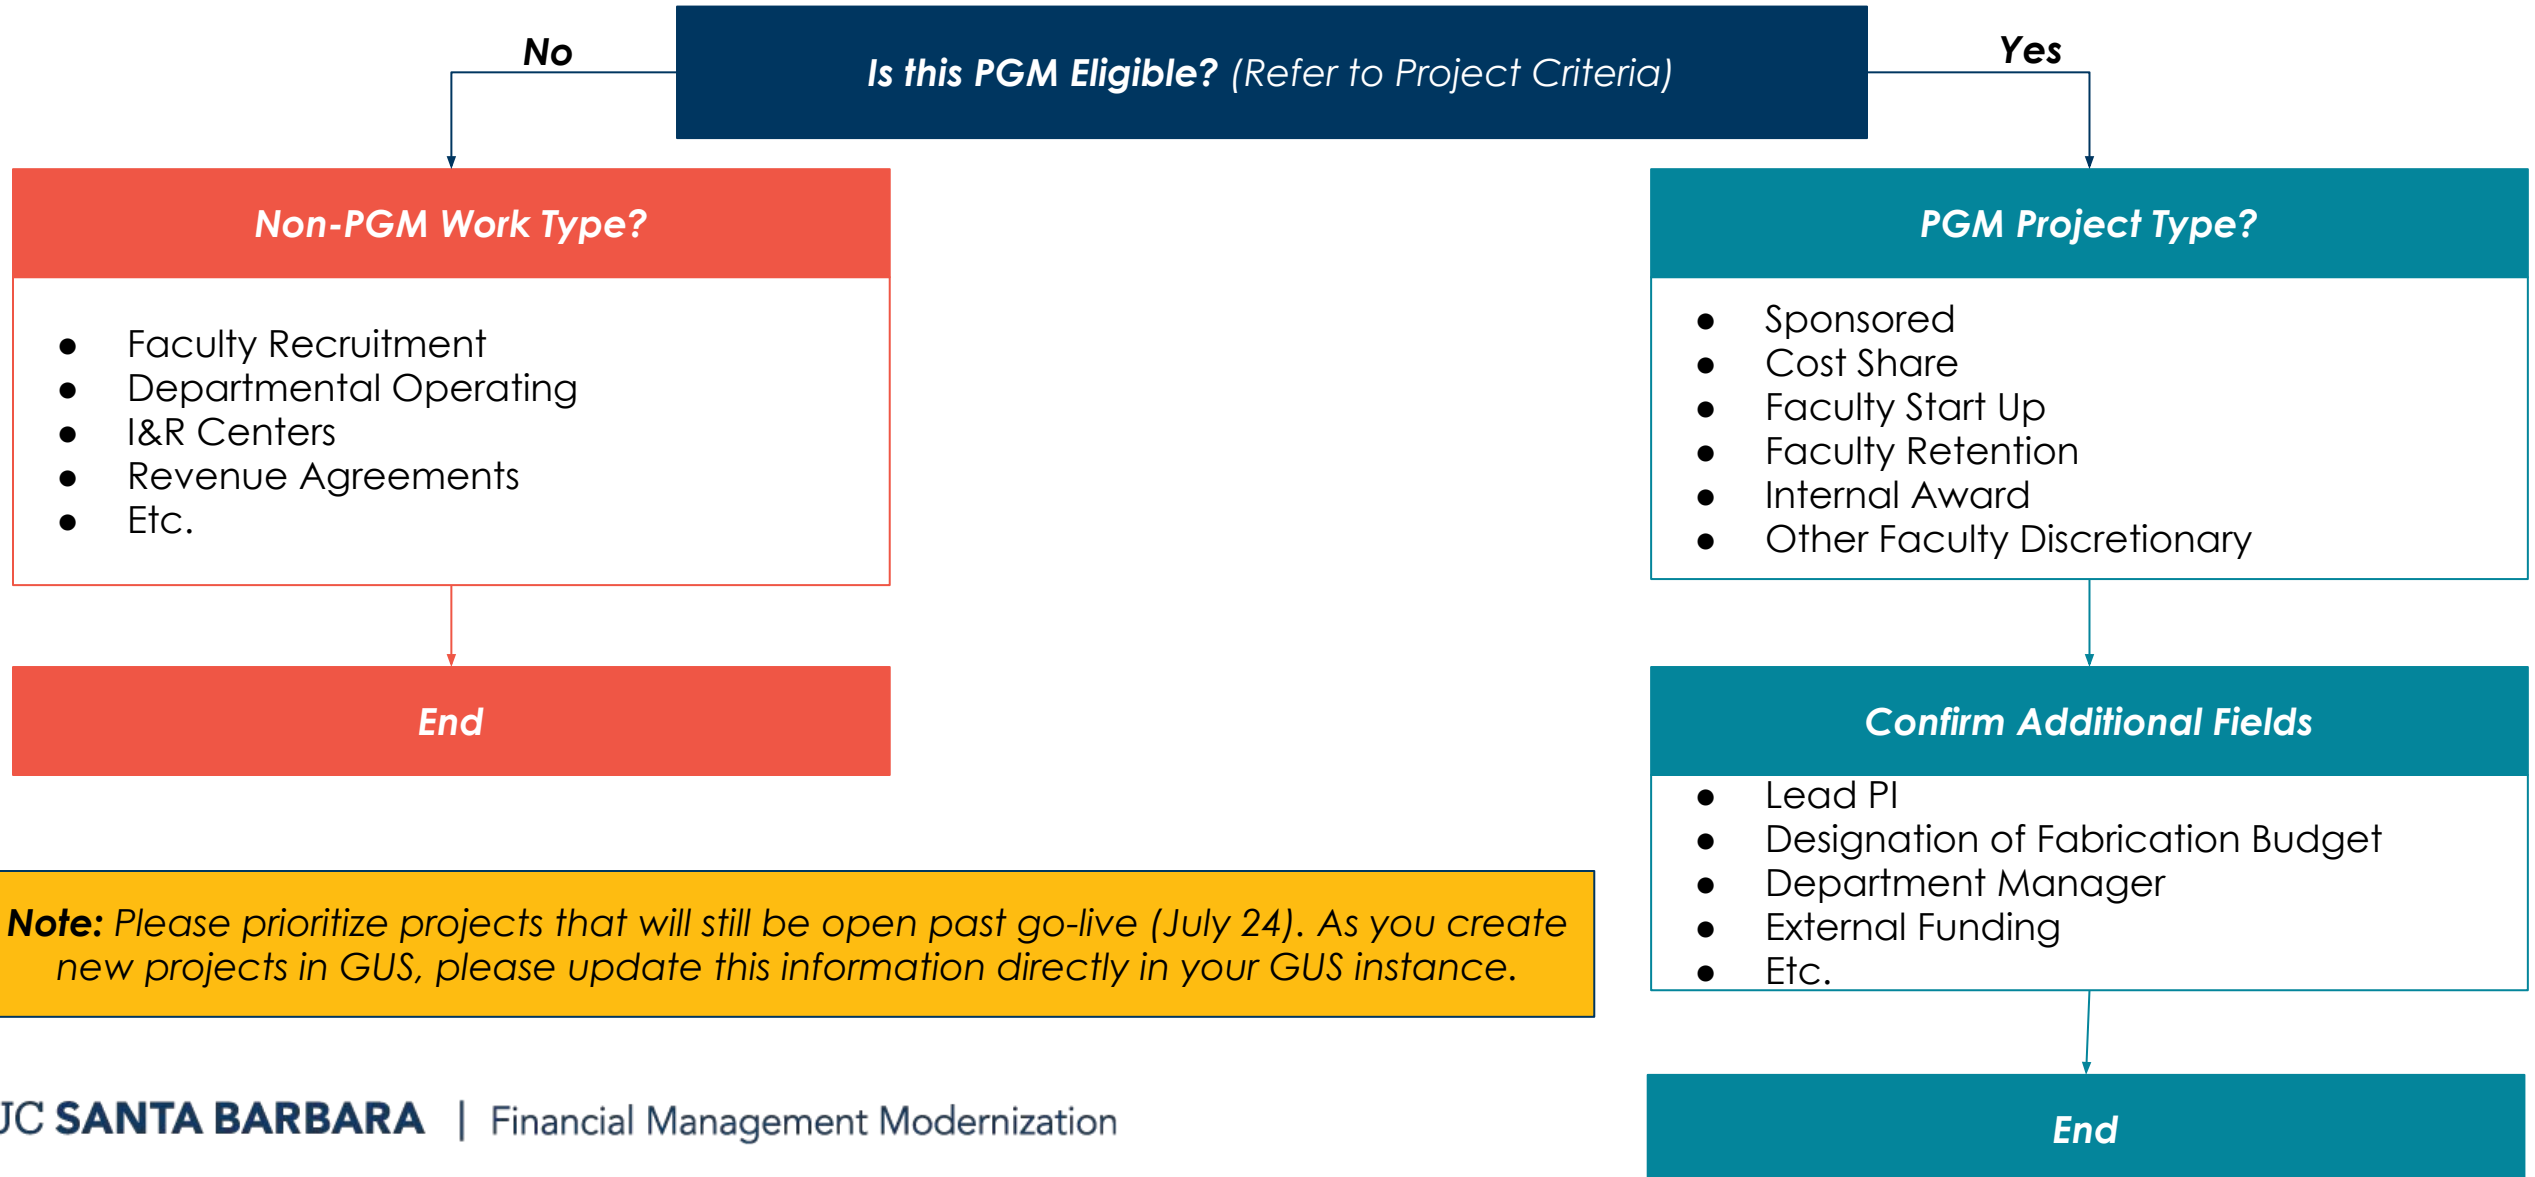 No
Is this PGM Eligible? (Refer to Project Criteria)
Yes
Non-PGM Work Type?
● Faculty Recruitment
● Departmental Operating
● I&R Centers
● Revenue Agreements
● Etc.
End
PGM Project Type?
● Sponsored
● Cost Share
● Faculty Start Up
● Faculty Retention
● Internal Award
● Other Faculty Discretionary
Confirm Additional Fields
● Lead PI
● Designation of Fabrication Budget
● Department Manager
● External Funding
● Etc.
End
Note: Please prioritize projects that will still be open past go-live (July 24). As you create
new projects in GUS, please update this information directly in your GUS instance.
UC SANTA BARBARA | Financial Management Modernization